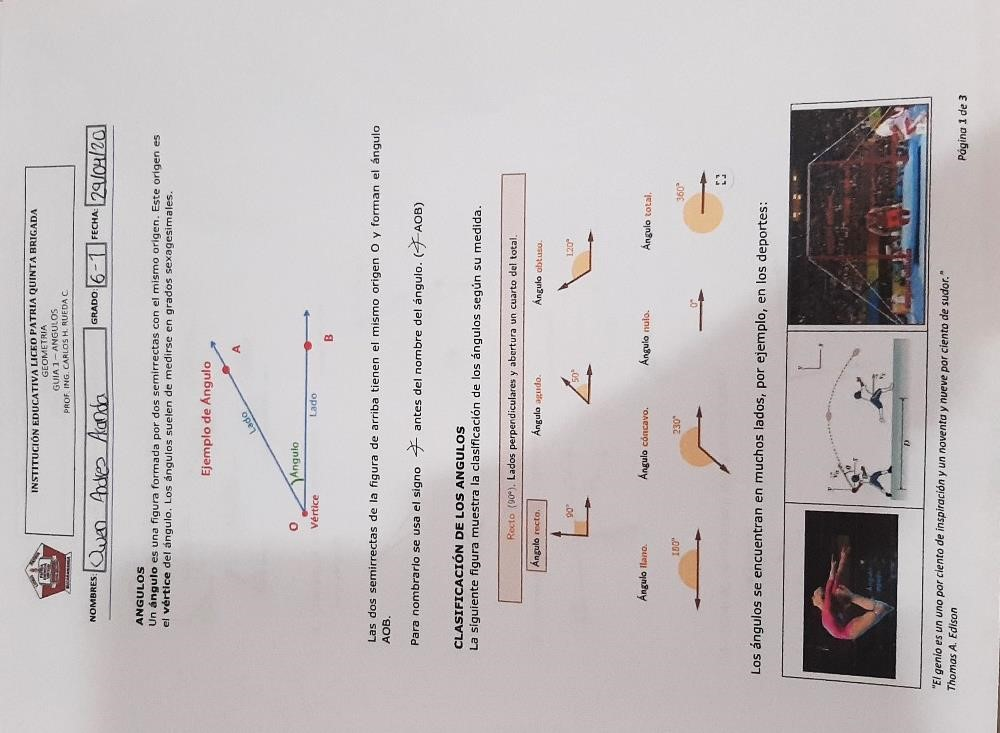 INSTITUCIÓN EDUCATIVA LICEO PATRIA QUINTA BRIGADA
GEOMETRIA
GUIA 1 – ANGULOS
PROF. ING. CARLOS H. RUEDA C.
NOMBRES: Juan Andres Aranda GRADO: 6-1 FECHA: 29/04/20
ANGULOS
Un ángulo es una figura formada por dos semirrectas con el mismo origen. Este origen es
el vértice del ángulo. Los ángulos suelen de medirse en grados sexagesimales.
Ejemplo de Ángulo
A
Lado
O
Ángulo
Vértice
Lado
B
Las dos semirrectas de la figura de arriba tienen el mismo origen O y forman el ángulo
AOB.
Para nombrarlo se usa el signo ∡ antes del nombre del ángulo. (∡AOB)
CLASIFICACIÓN DE LOS ANGULOS
La siguiente figura muestra la clasificación de los ángulos según su medida.
Recto (90º). Lados perpendiculares y abertura un cuarto del total.
Ángulo recto. Ángulo agudo. Ángulo obtuso.
90° 50° 120°
Ángulo llano. Ángulo cóncavo. Ángulo nulo. Ángulo total.
180° 230° 0° 360°
Los ángulos se encuentran en muchos lados, por ejemplo, en los deportes:
D
"El genio es un uno por ciento de inspiración y un noventa y nueve por ciento de sudor."
Thomas A. Edison
Página 1 de 3